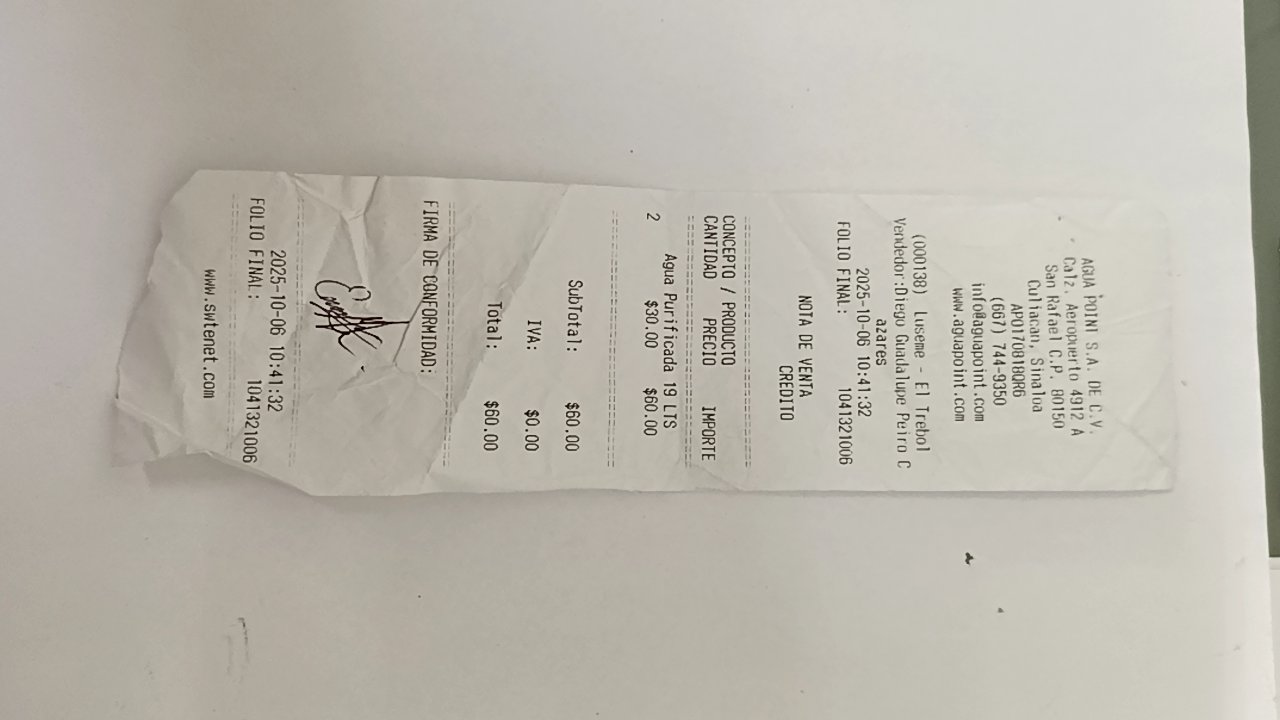 AGUA POINT S.A. DE C.V.
Calz. Aeropuerto 4912 A
San Rafael C.P. 80150
Culiacan, Sinaloa
APO170818QR6
(667) 744-9350
info@aguapoint.com
www.aguapoint.com
(000138) Luseme - El Trebol
Vendedor:Diego Guadalupe Peiro C
azares
2025-10-06 10:41:32
FOLIO FINAL: 1041321006
NOTA DE VENTA
CREDITO
CONCEPTO / PRODUCTO
CANTIDAD PRECIO IMPORTE
Agua Purificada 19 LTS
2 $30.00 $60.00
SubTotal: $60.00
IVA: $0.00
Total: $60.00
FIRMA DE CONFORMIDAD:
2025-10-06 10:41:32
FOLIO FINAL: 1041321006
www.swtenet.com